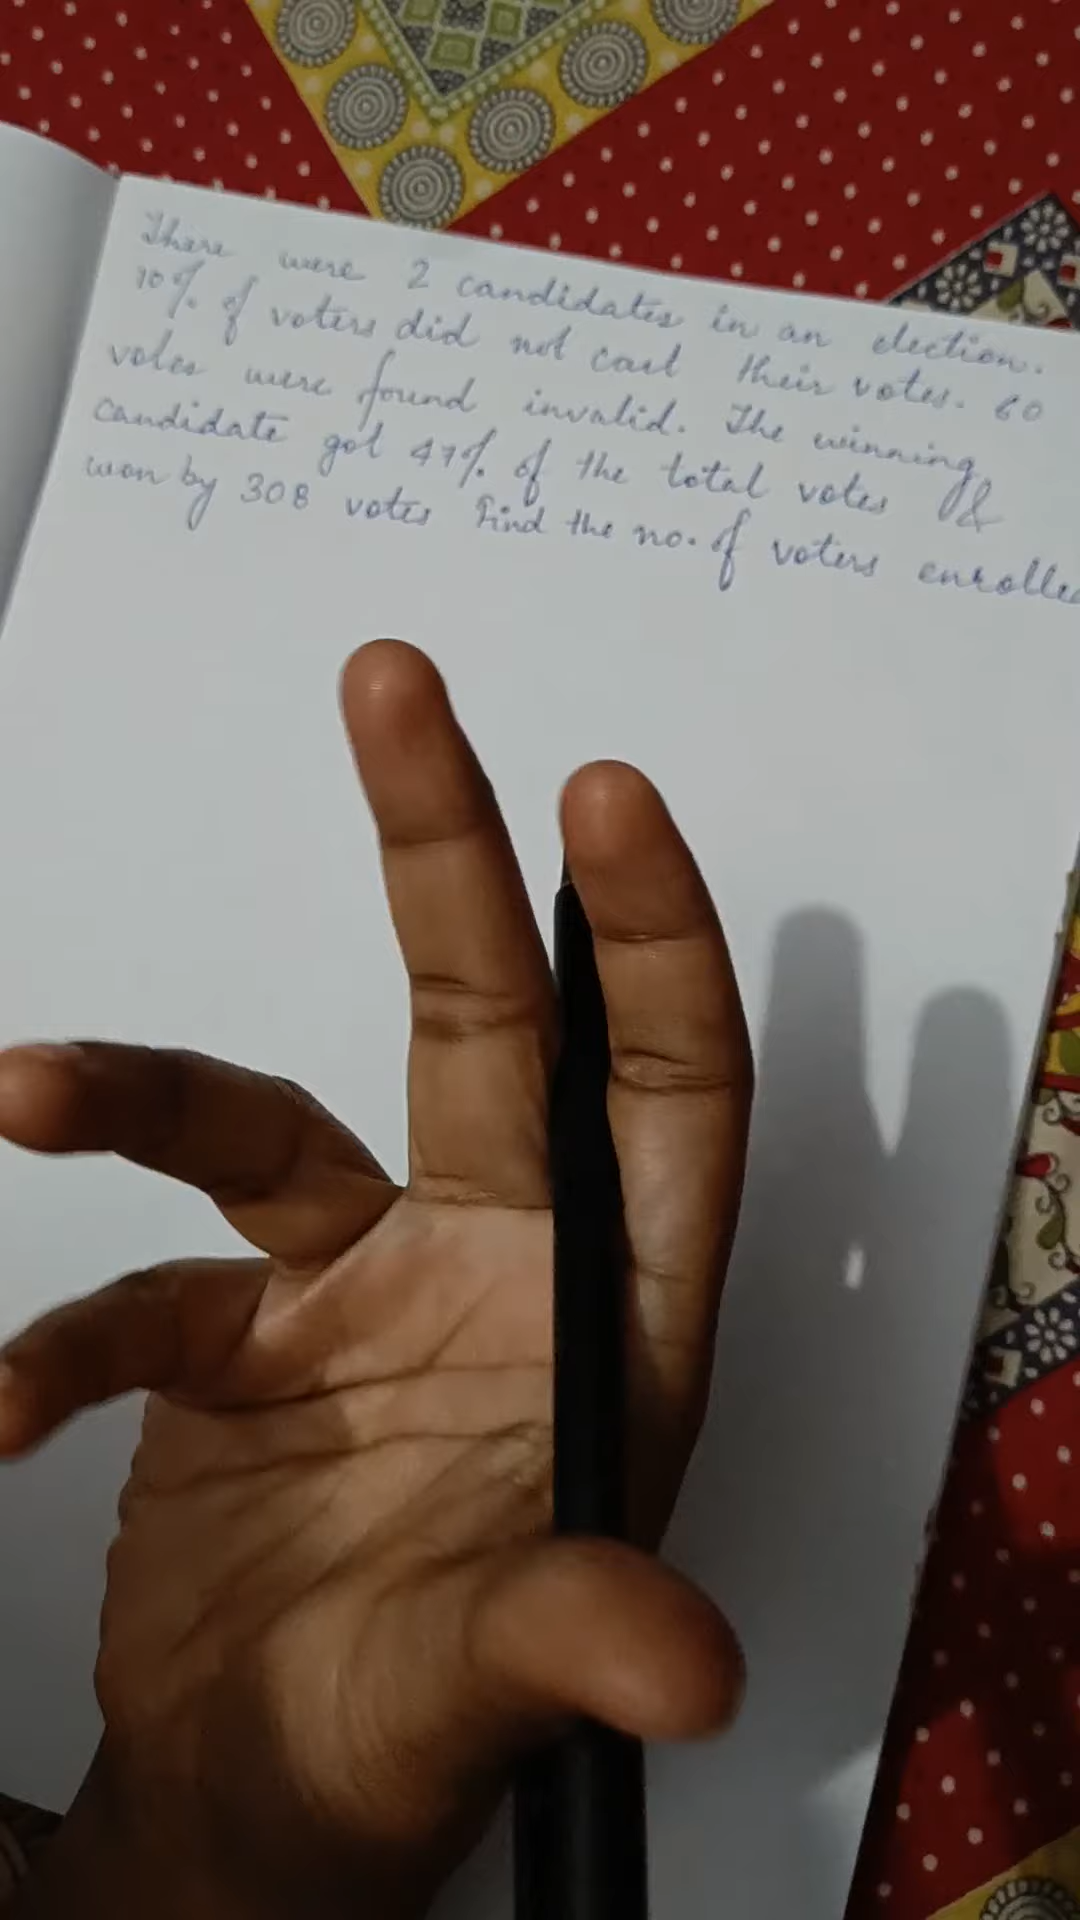 There were 2 candidates in an election.
10% of voters did not cast their votes. 60
votes were found invalid. The winning
candidate got 47% of the total votes &
won by 308 votes Find the no. of voters enrolled